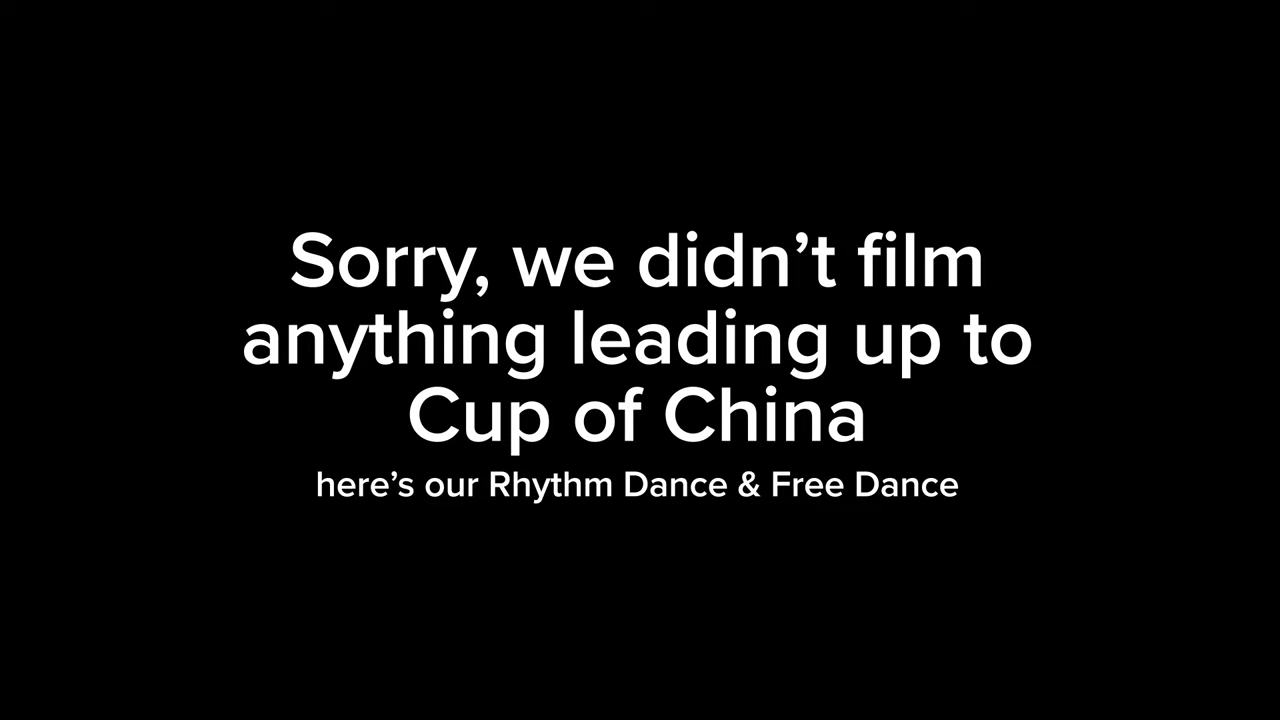 Sorry, we didn’t film
anything leading up to
Cup of China
here’s our Rhythm Dance & Free Dance